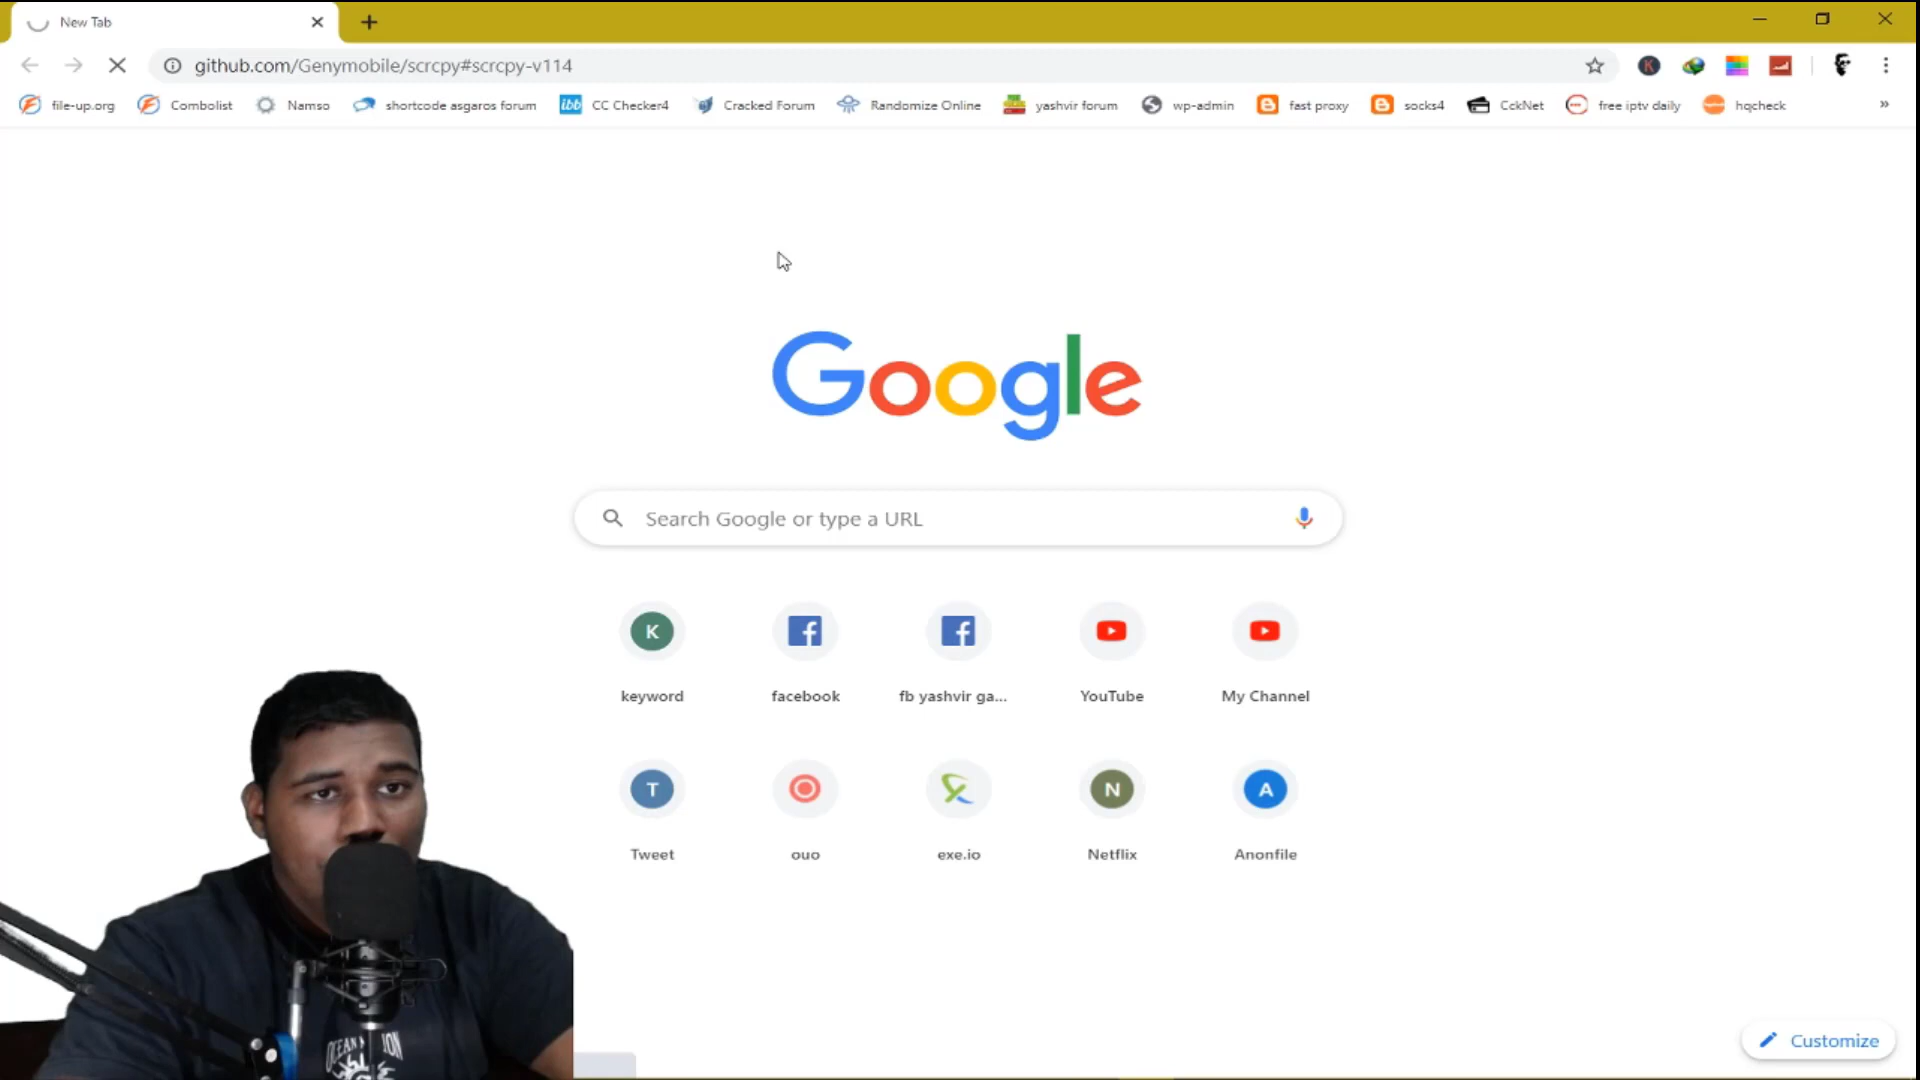 New Tab
github.com/Genymobile/scrcpy#scrcpy-v114
file-up.org Combolist Namso shortcode asgaros forum ibb CC Checker4 Cracked Forum Randomize Online yashvir forum wp-admin fast proxy socks4 CckNet free iptv daily hqcheck »
Google
Search Google or type a URL
K f f
keyword facebook fb yashvir ga... YouTube My Channel
T N A
Tweet ouo exe.io Netflix Anonfile
Customize